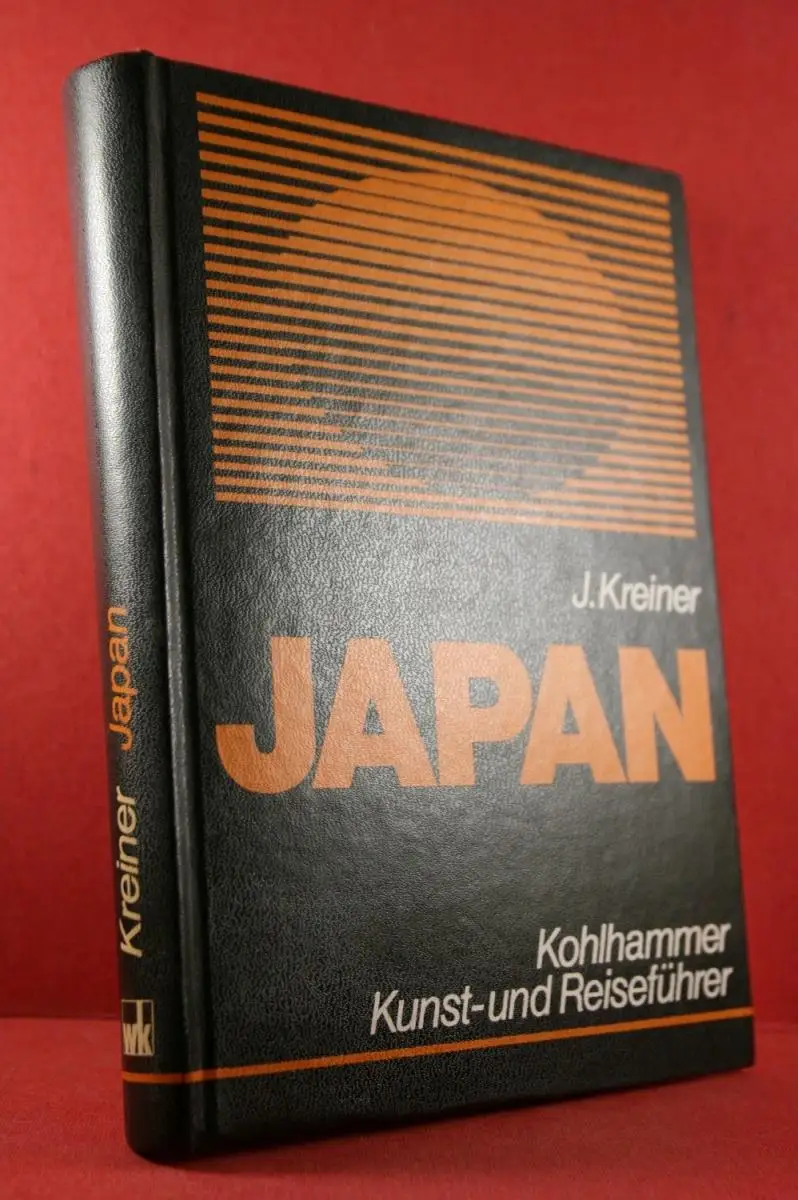 J.Kreiner
JAPAN
Kohlhammer
Kunst-und Reiseführer
Kreiner Japan
wk